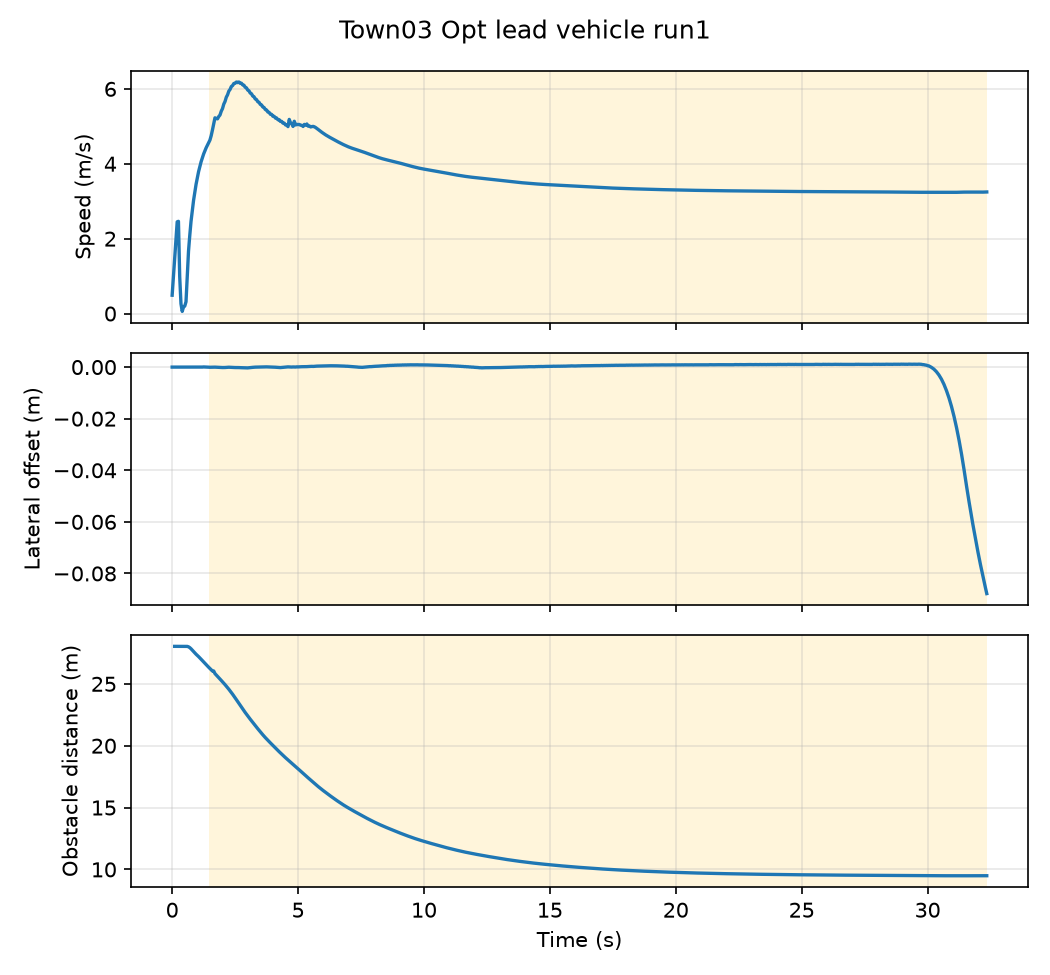 Town03 Opt lead vehicle run1
Speed (m/s)
6
4
2
0
Lateral offset (m)
0.00
−0.02
−0.04
−0.06
−0.08
Obstacle distance (m)
25
20
15
10
0 5 10 15 20 25 30
Time (s)